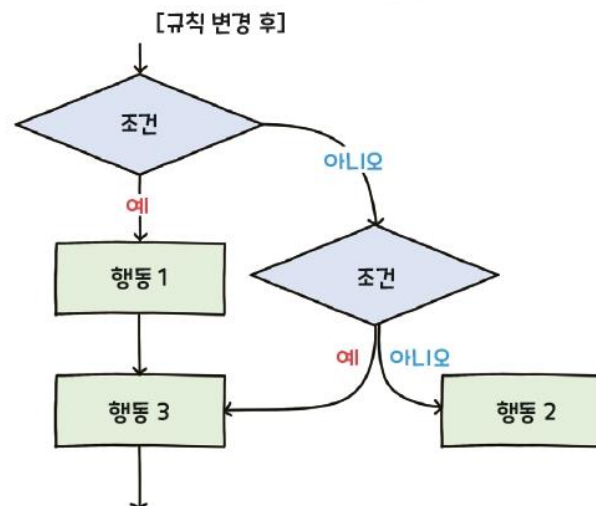 [규칙 변경 후]
조건
아니오
예
행동 1
조건
예
아니오
행동 3
행동 2